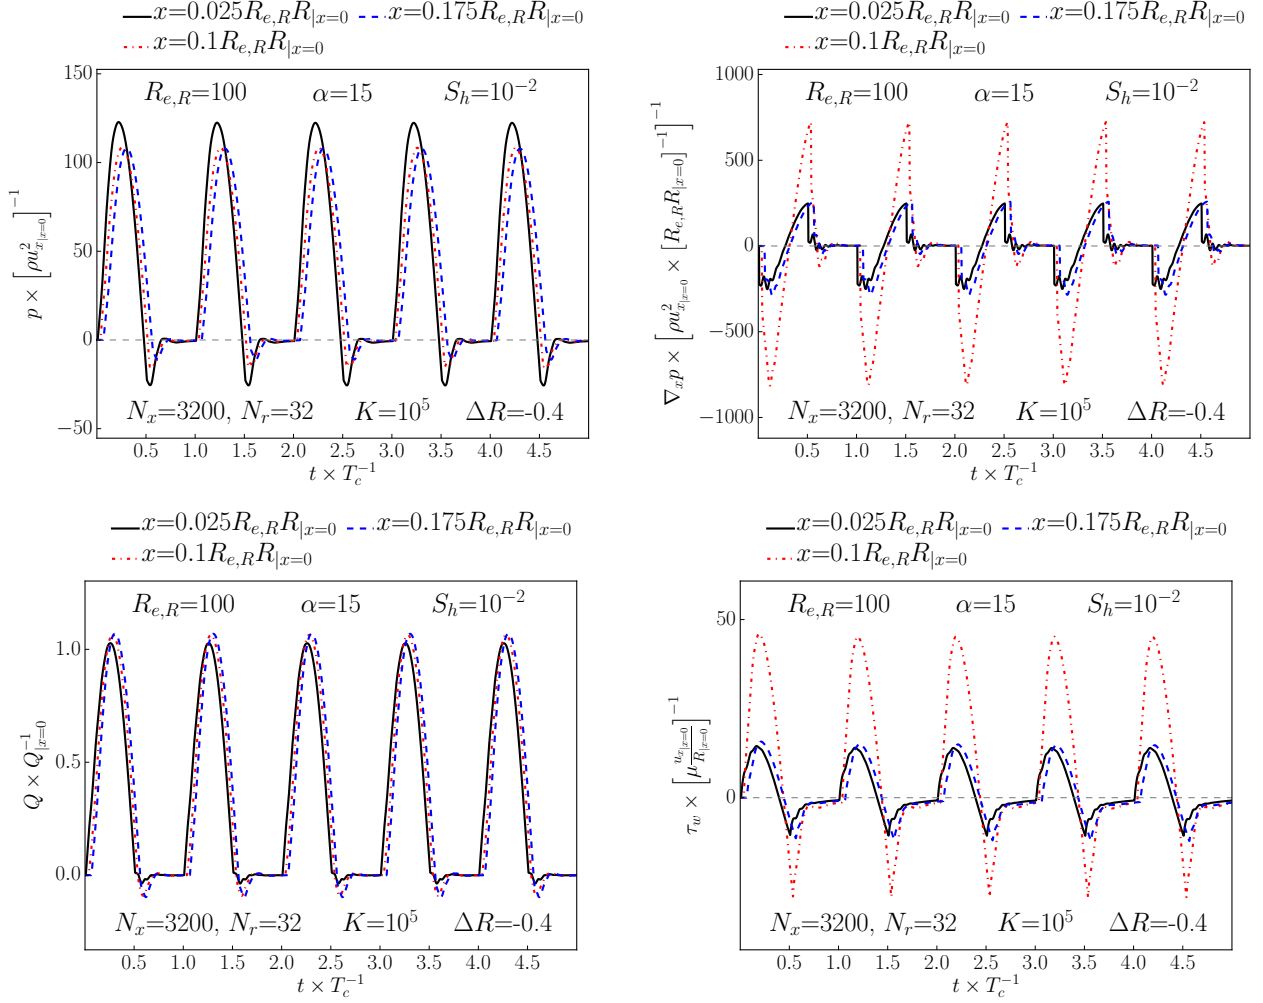 x=0.025R_{e,R}R_{|x=0} x=0.175R_{e,R}R_{|x=0}
x=0.1R_{e,R}R_{|x=0}
R_{e,R}=100 α=15 S_h=10^{-2}
p × [ρu^2_{x_{|x=0}}]^{-1}
150
100
50
0
−50
N_x=3200, N_r=32 K=10^5 ΔR=-0.4
0.5 1.0 1.5 2.0 2.5 3.0 3.5 4.0 4.5
t × T_c^{-1}
x=0.025R_{e,R}R_{|x=0} x=0.175R_{e,R}R_{|x=0}
x=0.1R_{e,R}R_{|x=0}
R_{e,R}=100 α=15 S_h=10^{-2}
∇_x p × [ρu^2_{x_{|x=0}} × [R_{e,R}R_{|x=0}]^{-1}]^{-1}
1000
500
0
−500
−1000
N_x=3200, N_r=32 K=10^5 ΔR=-0.4
0.5 1.0 1.5 2.0 2.5 3.0 3.5 4.0 4.5
t × T_c^{-1}
x=0.025R_{e,R}R_{|x=0} x=0.175R_{e,R}R_{|x=0}
x=0.1R_{e,R}R_{|x=0}
R_{e,R}=100 α=15 S_h=10^{-2}
Q × Q^{-1}_{|x=0}
1.0
0.5
0.0
N_x=3200, N_r=32 K=10^5 ΔR=-0.4
0.5 1.0 1.5 2.0 2.5 3.0 3.5 4.0 4.5
t × T_c^{-1}
x=0.025R_{e,R}R_{|x=0} x=0.175R_{e,R}R_{|x=0}
x=0.1R_{e,R}R_{|x=0}
R_{e,R}=100 α=15 S_h=10^{-2}
τ_w × [μ \frac{u_{x_{|x=0}}}{R_{|x=0}}]^{-1}
50
0
N_x=3200, N_r=32 K=10^5 ΔR=-0.4
0.5 1.0 1.5 2.0 2.5 3.0 3.5 4.0 4.5
t × T_c^{-1}